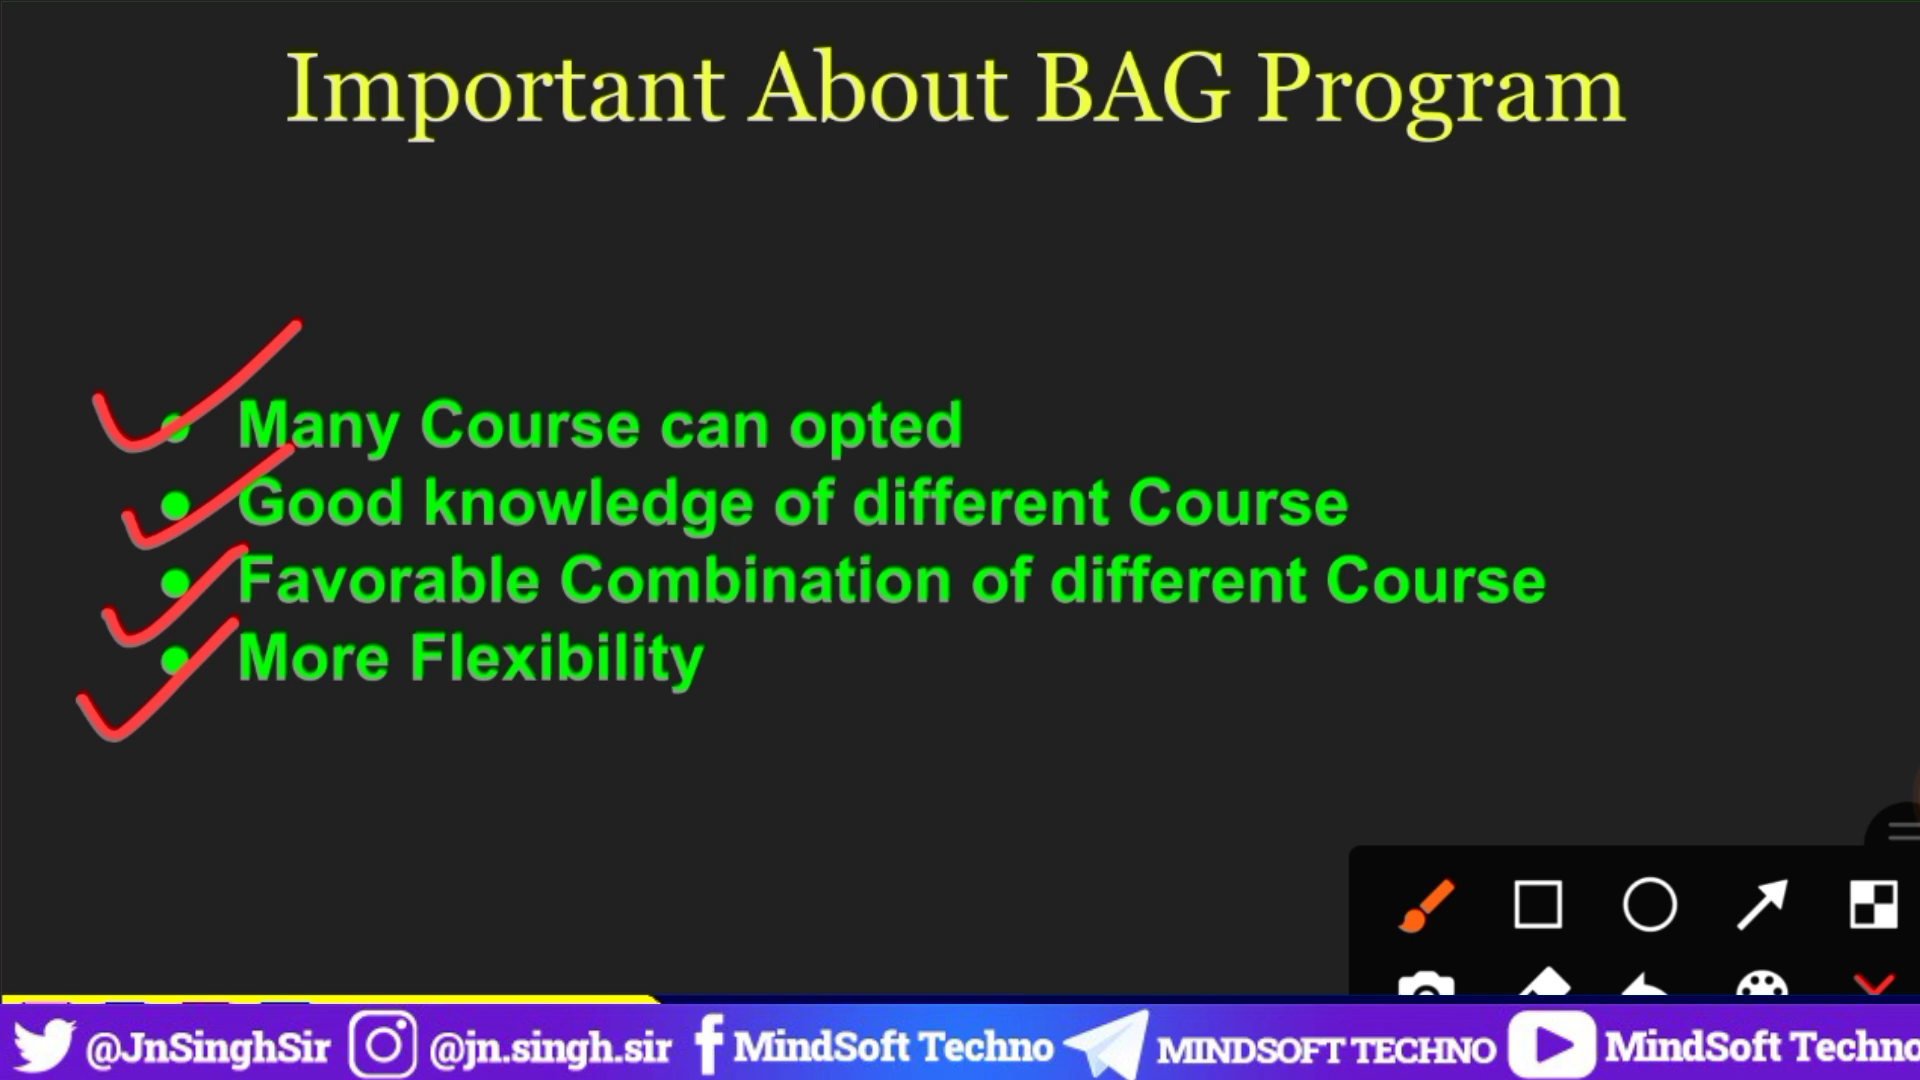 Important About BAG Program
Many Course can opted
Good knowledge of different Course
Favorable Combination of different Course
More Flexibility
@JnSinghSir @jn.singh.sir MindSoft Techno MINDSOFT TECHNO MindSoft Techno